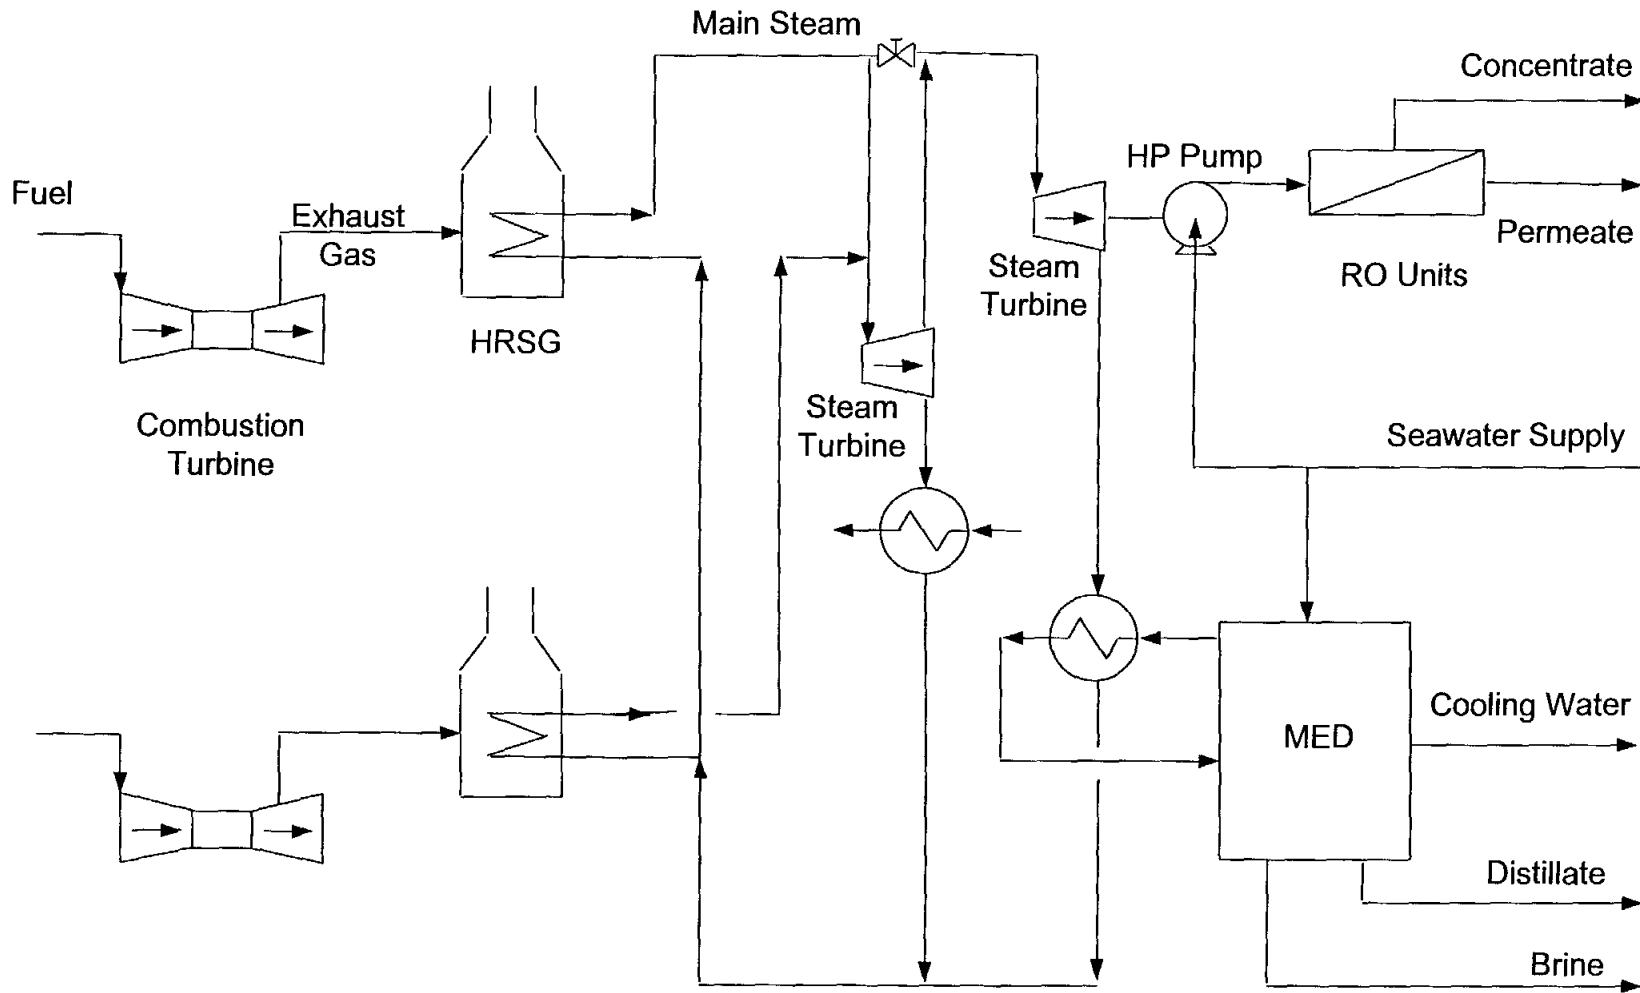 Main Steam
Concentrate
HP Pump
Fuel
Exhaust
Gas
Permeate
Steam
Turbine
RO Units
HRSG
Steam
Turbine
Combustion
Turbine
Seawater Supply
Cooling Water
MED
Distillate
Brine